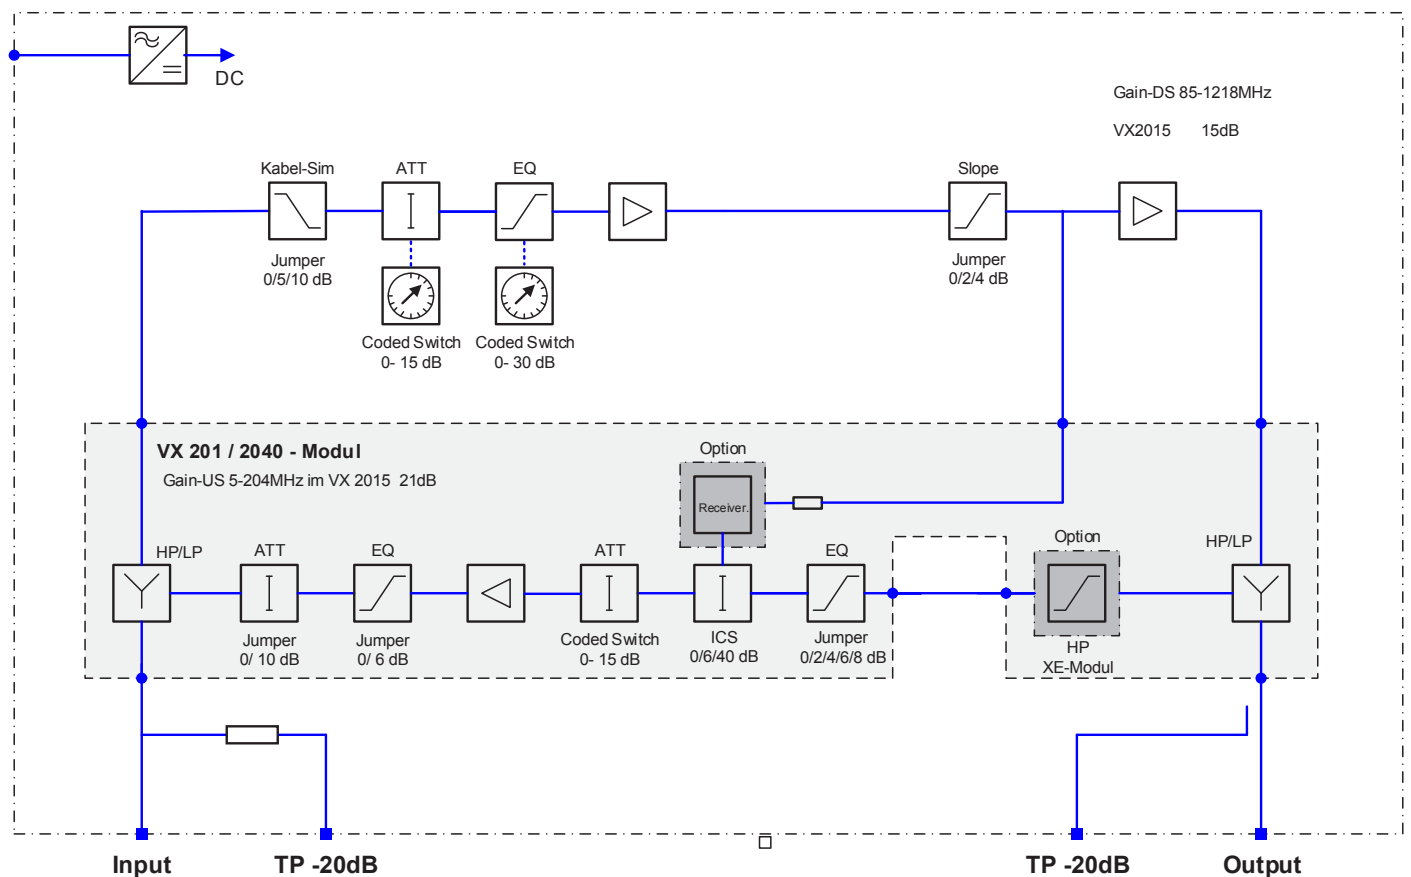 DC
Gain-DS 85-1218MHz
VX2015 15dB
Kabel-Sim
ATT
EQ
Slope
Jumper
0/5/10 dB
Jumper
0/2/4 dB
Coded Switch
0- 15 dB
Coded Switch
0- 30 dB
VX 201 / 2040 - Modul
Gain-US 5-204MHz im VX 2015 21dB
Option
Receiver.
HP/LP
ATT
EQ
ATT
EQ
Option
HP/LP
Jumper
0/ 10 dB
Jumper
0/ 6 dB
Coded Switch
0- 15 dB
ICS
0/6/40 dB
Jumper
0/2/4/6/8 dB
HP
XE-Modul
Input
TP -20dB
TP -20dB
Output